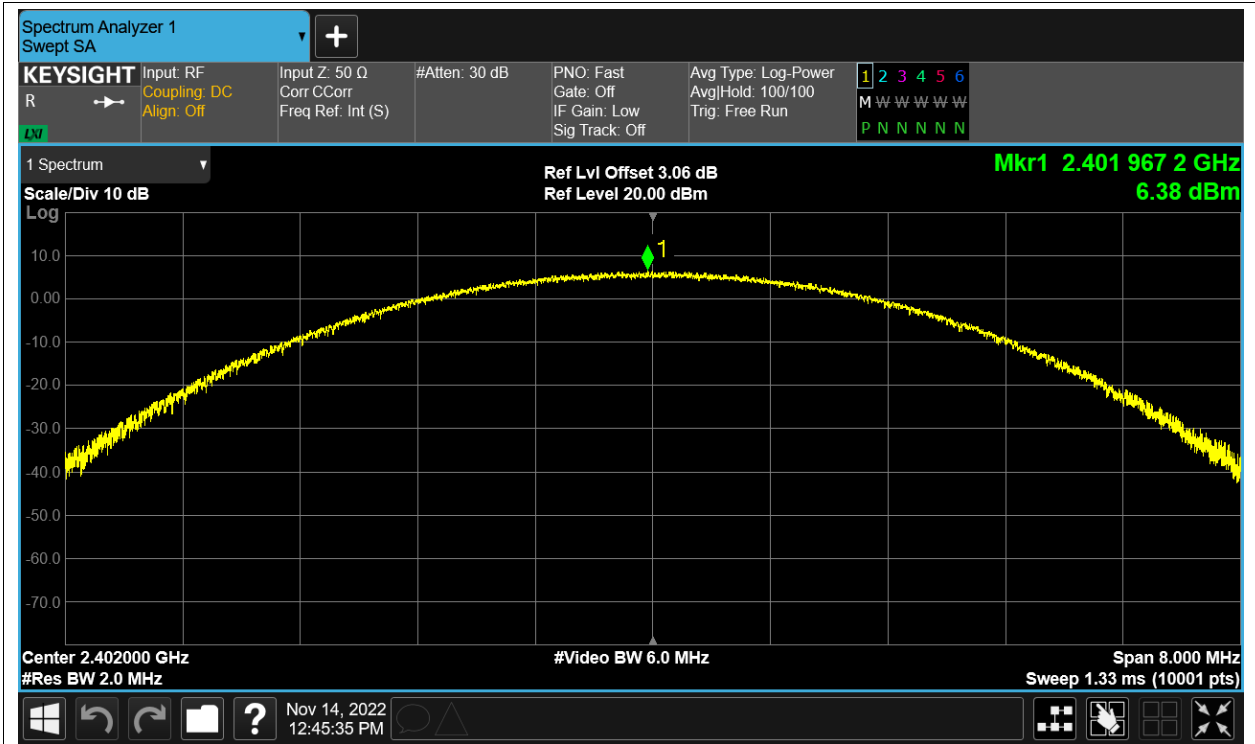 Spectrum Analyzer 1
Swept SA
KEYSIGHT
R
LXI
Input: RF
Coupling: DC
Align: Off
Input Z: 50 Ω
Corr CCorr
Freq Ref: Int (S)
#Atten: 30 dB
PNO: Fast
Gate: Off
IF Gain: Low
Sig Track: Off
Avg Type: Log-Power
Avg|Hold: 100/100
Trig: Free Run
1 2 3 4 5 6
M W W W W W
P N N N N N
1 Spectrum
Scale/Div 10 dB
Log
Ref Lvl Offset 3.06 dB
Ref Level 20.00 dBm
Mkr1 2.401 967 2 GHz
6.38 dBm
1
10.0
0.00
-10.0
-20.0
-30.0
-40.0
-50.0
-60.0
-70.0
Center 2.402000 GHz
#Res BW 2.0 MHz
#Video BW 6.0 MHz
Span 8.000 MHz
Sweep 1.33 ms (10001 pts)
?
Nov 14, 2022
12:45:35 PM